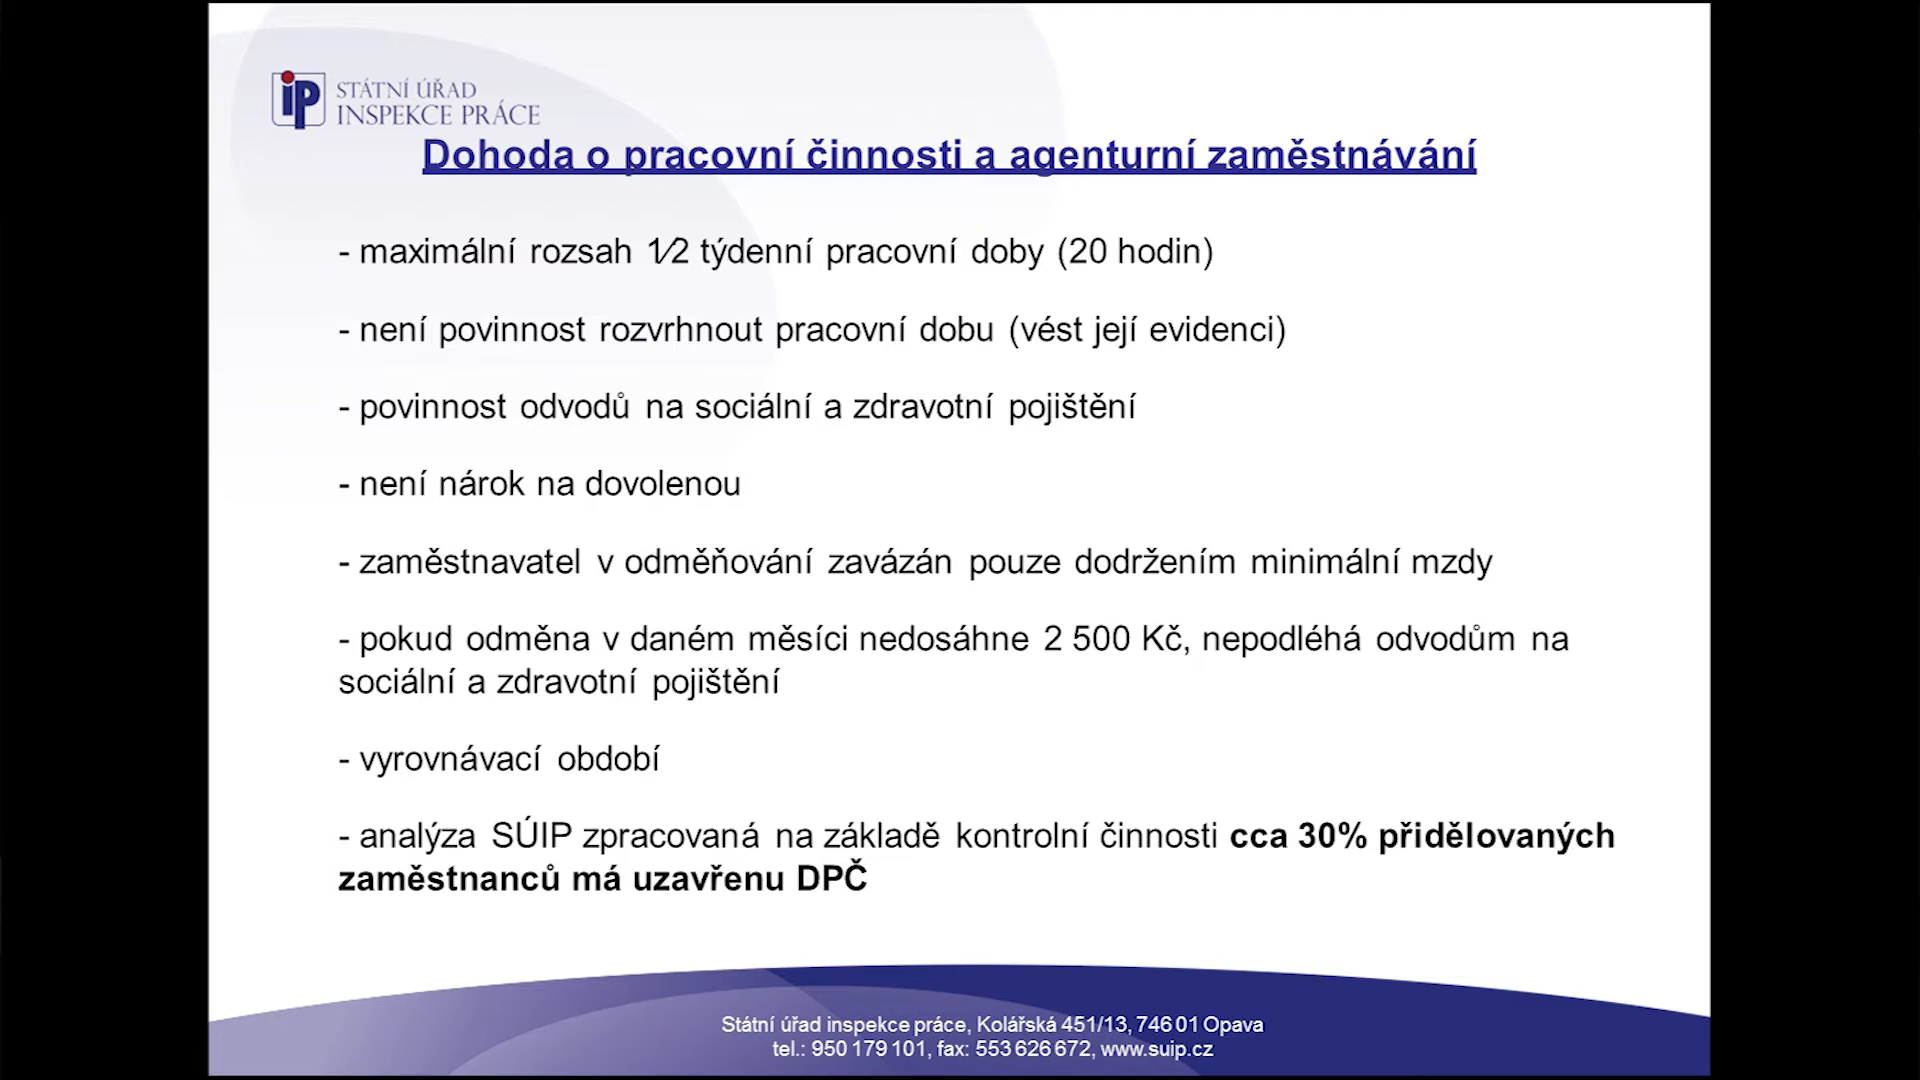 STÁTNÍ ÚŘAD
INSPEKCE PRÁCE
Dohoda o pracovní činnosti a agenturní zaměstnávání
- maximální rozsah 1⁄2 týdenní pracovní doby (20 hodin)
- není povinnost rozvrhnout pracovní dobu (vést její evidenci)
- povinnost odvodů na sociální a zdravotní pojištění
- není nárok na dovolenou
- zaměstnavatel v odměňování zavázán pouze dodržením minimální mzdy
- pokud odměna v daném měsíci nedosáhne 2 500 Kč, nepodléhá odvodům na
sociální a zdravotní pojištění
- vyrovnávací období
- analýza SÚIP zpracovaná na základě kontrolní činnosti cca 30% přidělovaných
zaměstnanců má uzavřenu DPČ
Státní úřad inspekce práce, Kolářská 451/13, 746 01 Opava
tel.: 950 179 101, fax: 553 626 672, www.suip.cz